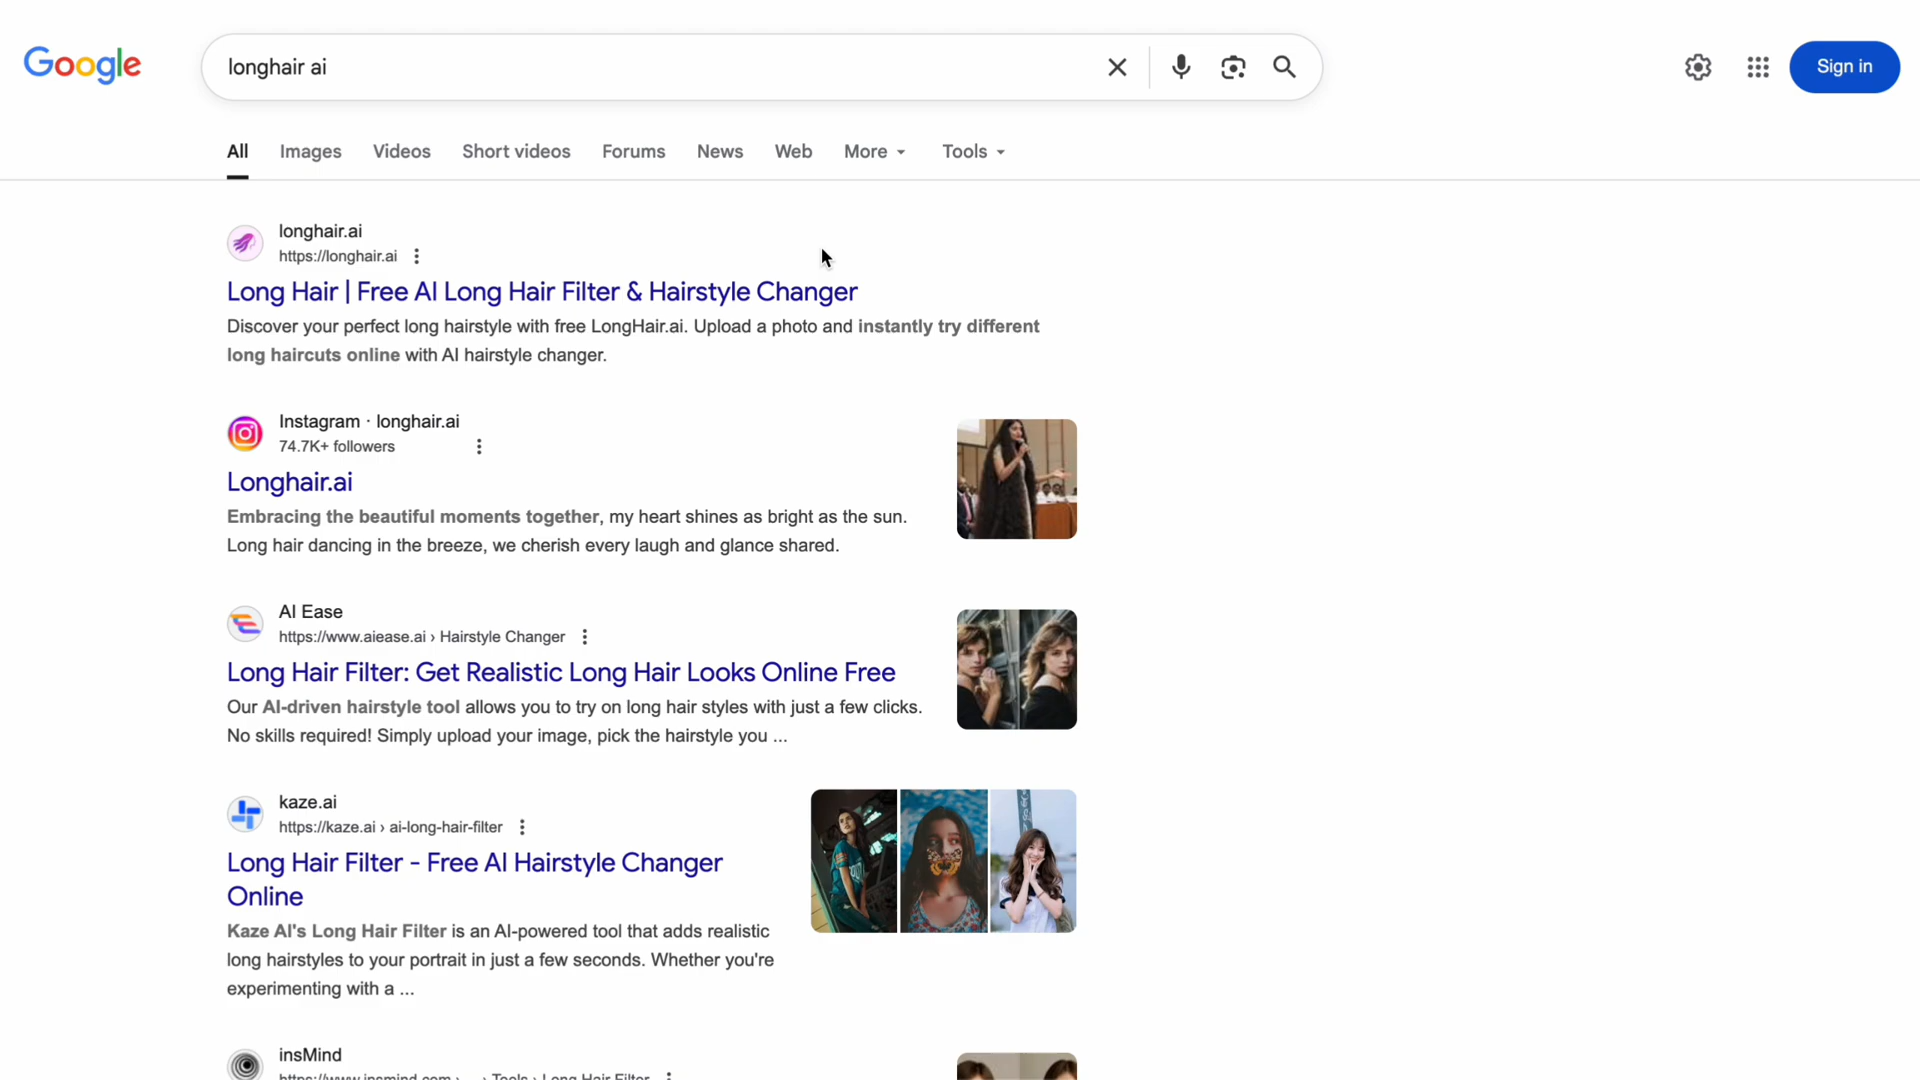 Google
longhair ai
Sign in
All Images Videos Short videos Forums News Web More Tools
longhair.ai
https://longhair.ai
Long Hair | Free AI Long Hair Filter & Hairstyle Changer
Discover your perfect long hairstyle with free LongHair.ai. Upload a photo and instantly try different
long haircuts online with AI hairstyle changer.
Instagram · longhair.ai
74.7K+ followers
Longhair.ai
Embracing the beautiful moments together, my heart shines as bright as the sun.
Long hair dancing in the breeze, we cherish every laugh and glance shared.
AI Ease
https://www.aiease.ai › Hairstyle Changer
Long Hair Filter: Get Realistic Long Hair Looks Online Free
Our AI-driven hairstyle tool allows you to try on long hair styles with just a few clicks.
No skills required! Simply upload your image, pick the hairstyle you ...
kaze.ai
https://kaze.ai › ai-long-hair-filter
Long Hair Filter - Free AI Hairstyle Changer
Online
Kaze AI's Long Hair Filter is an AI-powered tool that adds realistic
long hairstyles to your portrait in just a few seconds. Whether you're
experimenting with a ...
insMind
https://www.insmind.com › ... › Tools › Long Hair Filter